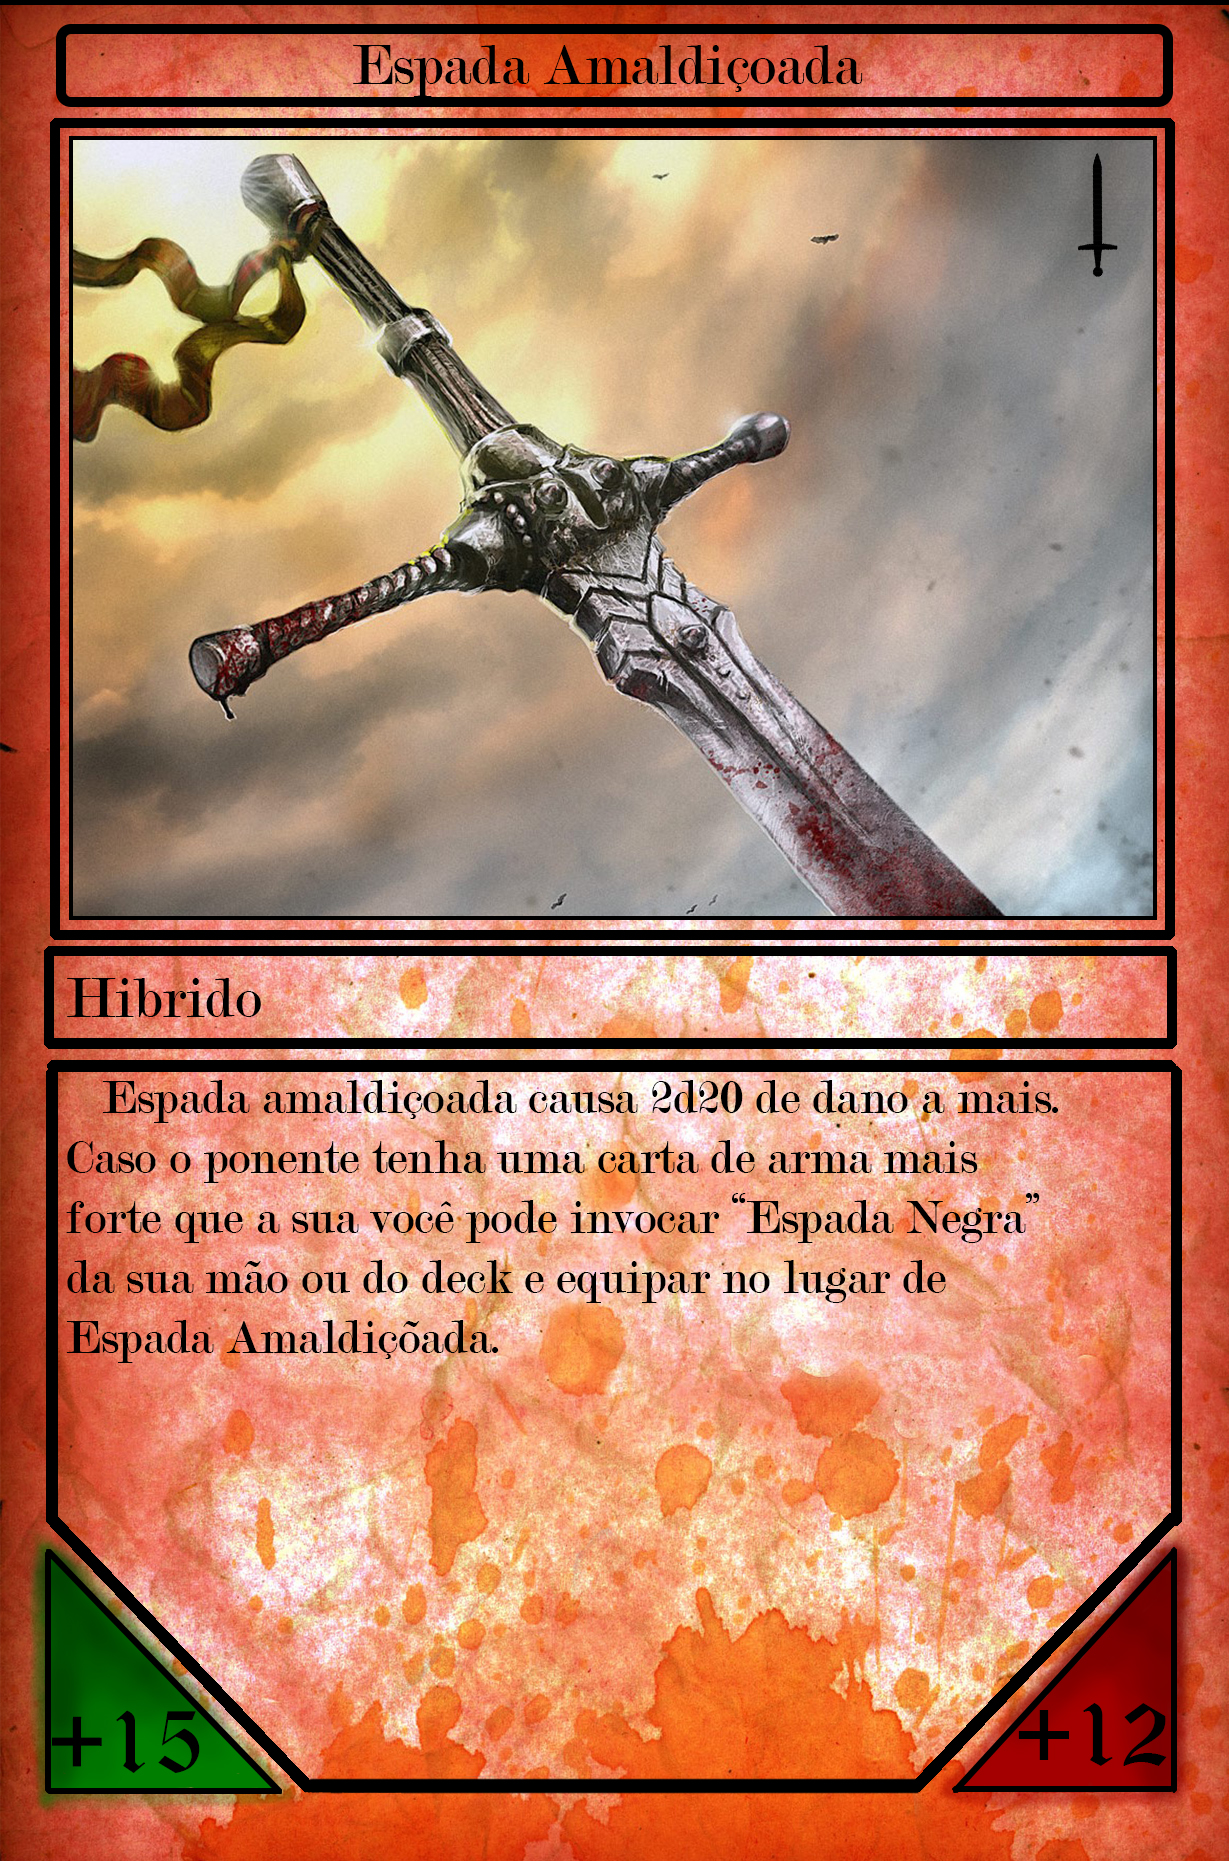 Espada Amaldiçoada
Hibrido
Espada amaldiçoada causa 2d20 de dano a mais.
Caso o ponente tenha uma carta de arma mais
forte que a sua você pode invocar “Espada Negra”
da sua mão ou do deck e equipar no lugar de
Espada Amaldiçõada.
+15
+12